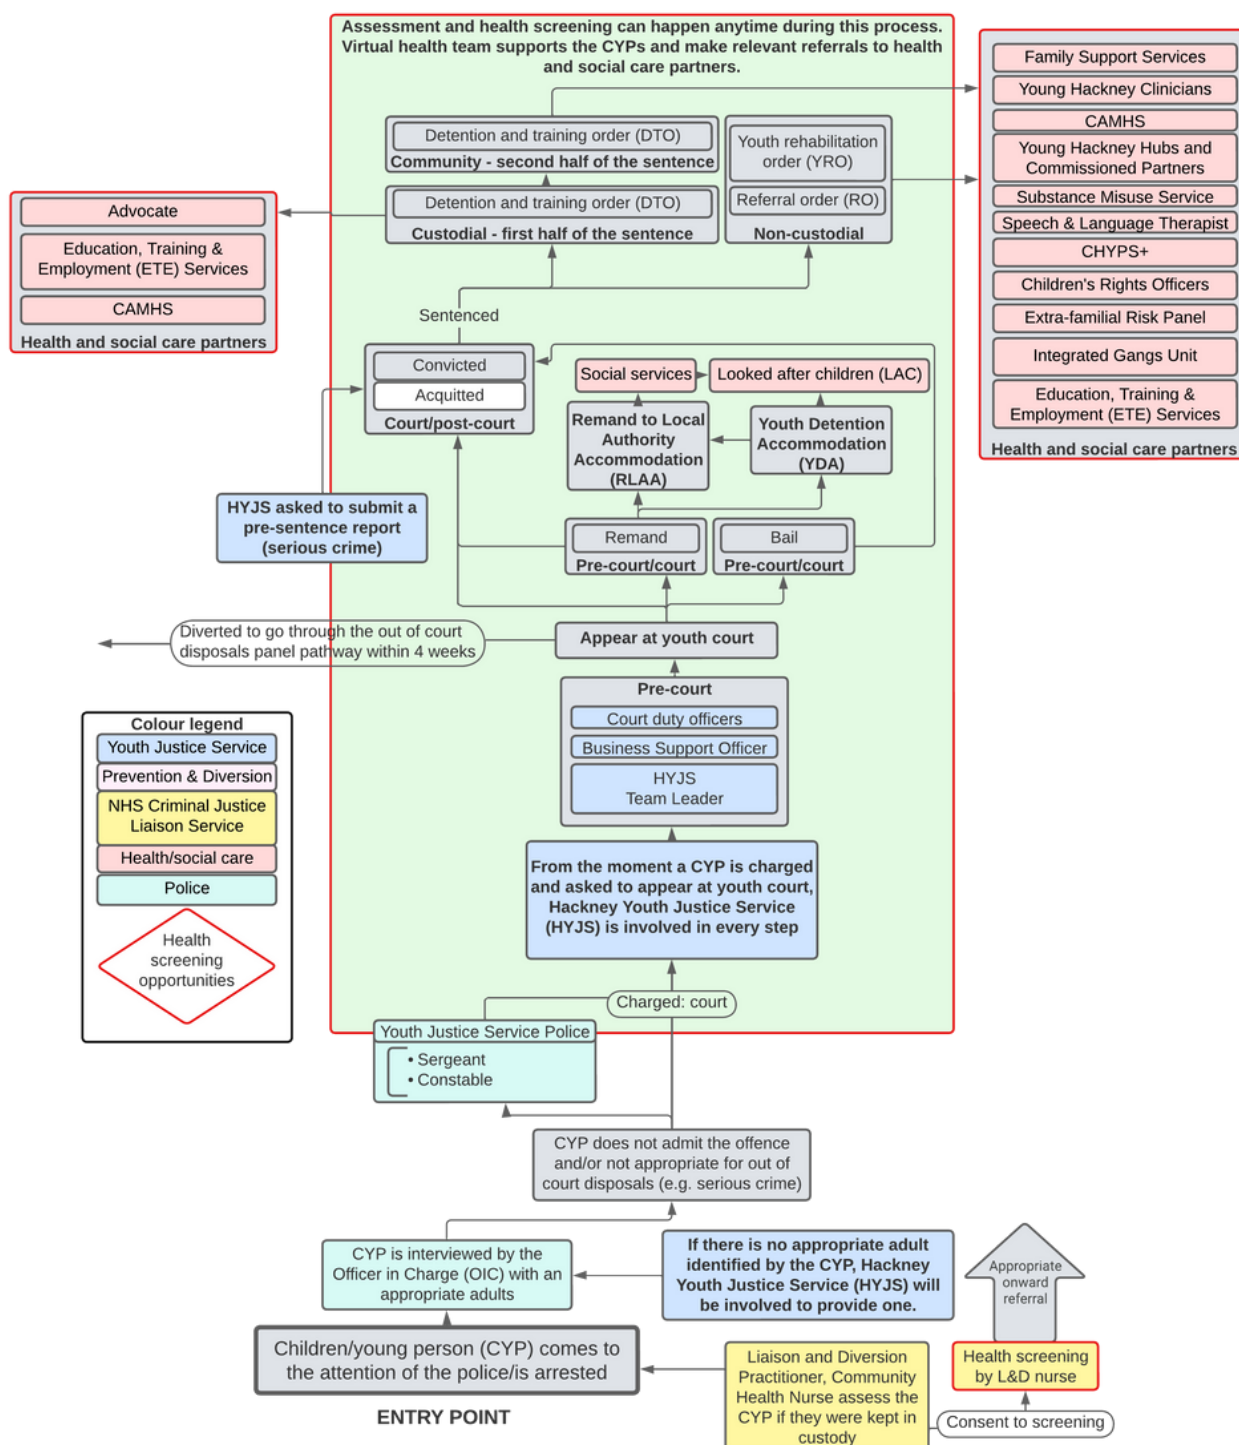 Assessment and health screening can happen anytime during this process.
Virtual health team supports the CYPs and make relevant referrals to health
and social care partners.
Family Support Services
Young Hackney Clinicians
CAMHS
Young Hackney Hubs and
Commissioned Partners
Substance Misuse Service
Speech & Language Therapist
CHYPS+
Children's Rights Officers
Extra-familial Risk Panel
Integrated Gangs Unit
Education, Training &
Employment (ETE) Services
Health and social care partners
Detention and training order (DTO)
Community - second half of the sentence
Detention and training order (DTO)
Custodial - first half of the sentence
Youth rehabilitation
order (YRO)
Referral order (RO)
Non-custodial
Advocate
Education, Training &
Employment (ETE) Services
CAMHS
Health and social care partners
Sentenced
Convicted
Acquitted
Court/post-court
Social services
Looked after children (LAC)
Remand to Local
Authority
Accommodation
(RLAA)
Youth Detention
Accommodation
(YDA)
HYJS asked to submit a
pre-sentence report
(serious crime)
Remand
Pre-court/court
Bail
Pre-court/court
Diverted to go through the out of court
disposals panel pathway within 4 weeks
Appear at youth court
Pre-court
Court duty officers
Business Support Officer
HYJS
Team Leader
Colour legend
Youth Justice Service
Prevention & Diversion
NHS Criminal Justice
Liaison Service
Health/social care
Police
Health
screening
opportunities
From the moment a CYP is charged
and asked to appear at youth court,
Hackney Youth Justice Service
(HYJS) is involved in every step
Charged: court
Youth Justice Service Police
• Sergeant
• Constable
CYP does not admit the offence
and/or not appropriate for out of
court disposals (e.g. serious crime)
CYP is interviewed by the
Officer in Charge (OIC) with an
appropriate adults
If there is no appropriate adult
identified by the CYP, Hackney
Youth Justice Service (HYJS) will
be involved to provide one.
Appropriate
onward
referral
Children/young person (CYP) comes to
the attention of the police/is arrested
ENTRY POINT
Liaison and Diversion
Practitioner, Community
Health Nurse assess the
CYP if they were kept in
custody
Health screening
by L&D nurse
Consent to screening